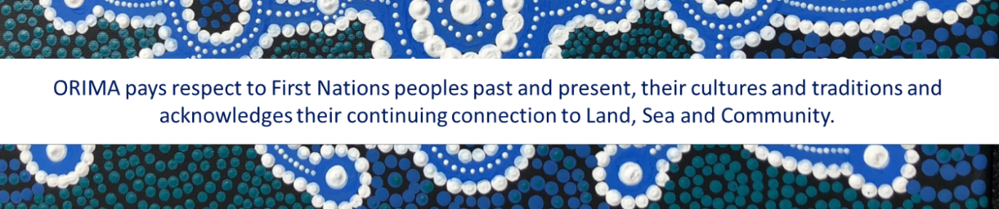 ORIMA pays respect to First Nations peoples past and present, their cultures and traditions and
acknowledges their continuing connection to Land, Sea and Community.